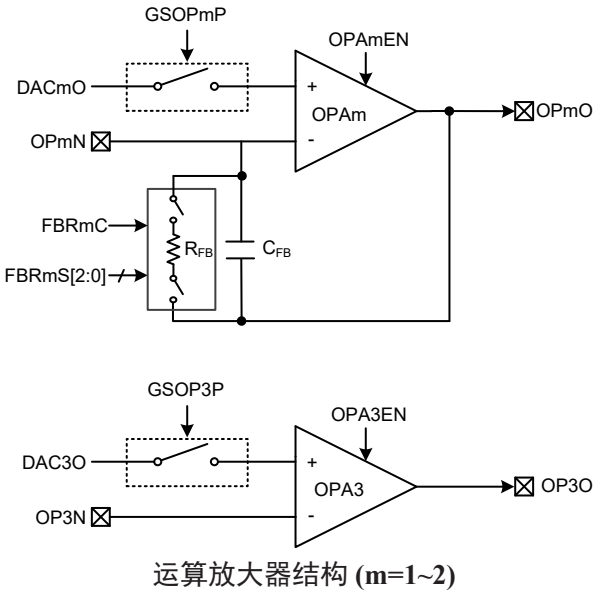 GSOPmP
OPAmEN
DACmO
+
OPAm
OPmO
OPmN
-
FBRmC
RFB
CFB
FBRmS[2:0]
GSOP3P
OPA3EN
DAC3O
+
OPA3
OP3O
OP3N
-
运算放大器结构 (m=1~2)